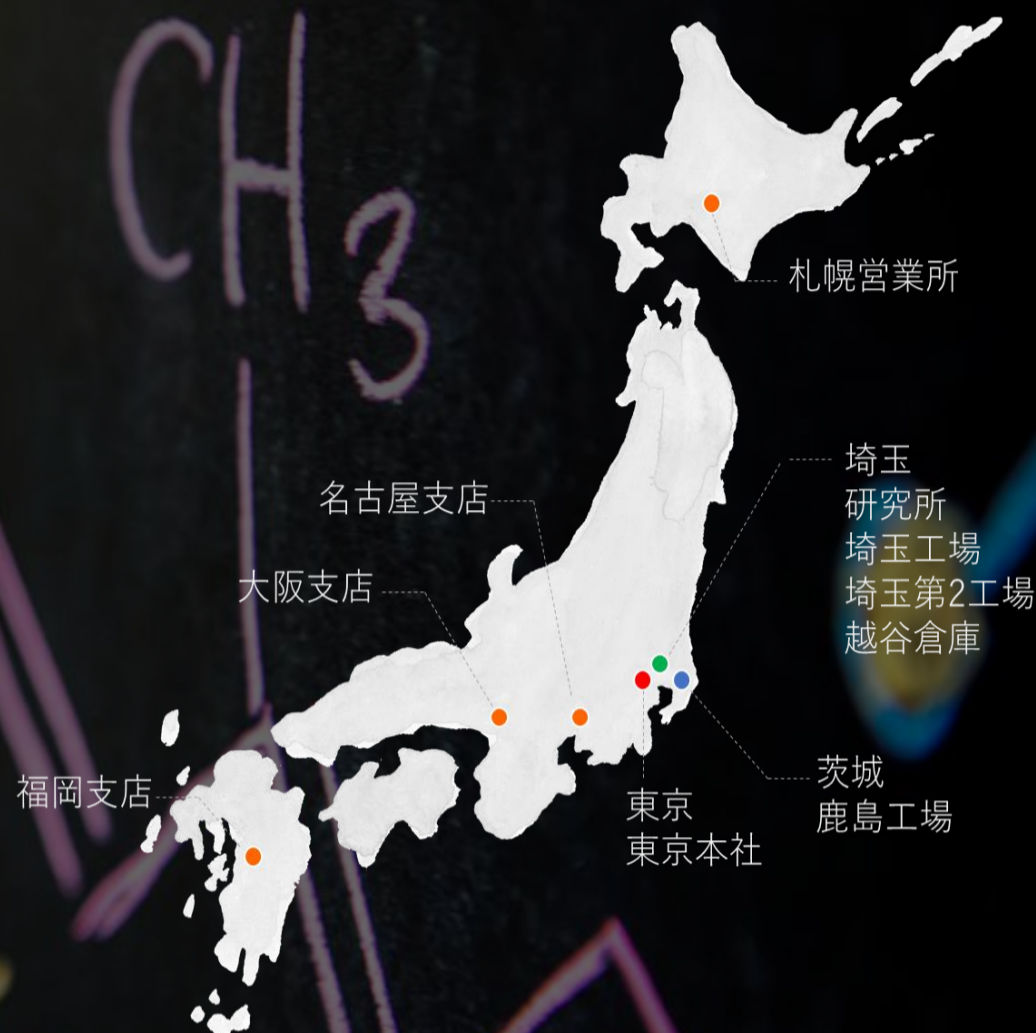 CH3
札幌営業所
名古屋支店
大阪支店
埼玉
研究所
埼玉工場
埼玉第2工場
越谷倉庫
福岡支店
東京
東京本社
茨城
鹿島工場